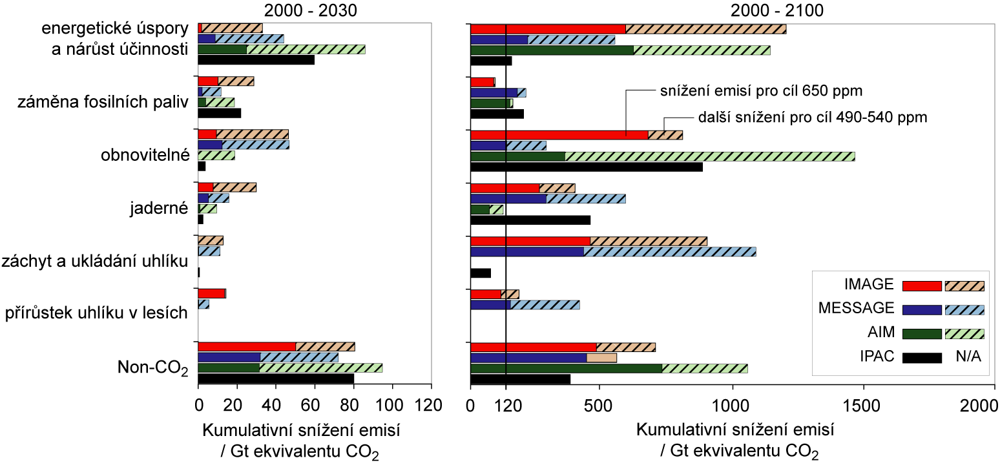 2000 - 2030
2000 - 2100
energetické úspory
a nárůst účinnosti
záměna fosilních paliv
obnovitelné
jaderné
záchyt a ukládání uhlíku
přírůstek uhlíku v lesích
Non-CO₂
snížení emisí pro cíl 650 ppm
další snížení pro cíl 490-540 ppm
IMAGE
MESSAGE
AIM
IPAC N/A
0 20 40 60 80 100 120
0 120 500 1000 1500 2000
Kumulativní snížení emisí
/ Gt ekvivalentu CO₂
Kumulativní snížení emisí
/ Gt ekvivalentu CO₂